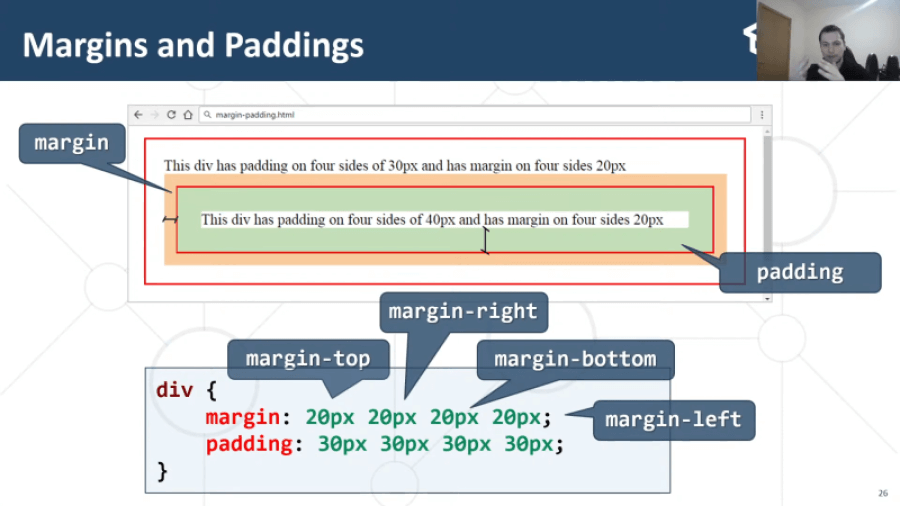 Margins and Paddings
margin-padding.html
margin
This div has padding on four sides of 30px and has margin on four sides 20px
This div has padding on four sides of 40px and has margin on four sides 20px
padding
margin-right
margin-top
margin-bottom
div {
margin: 20px 20px 20px 20px;
margin-left
padding: 30px 30px 30px 30px;
}
26